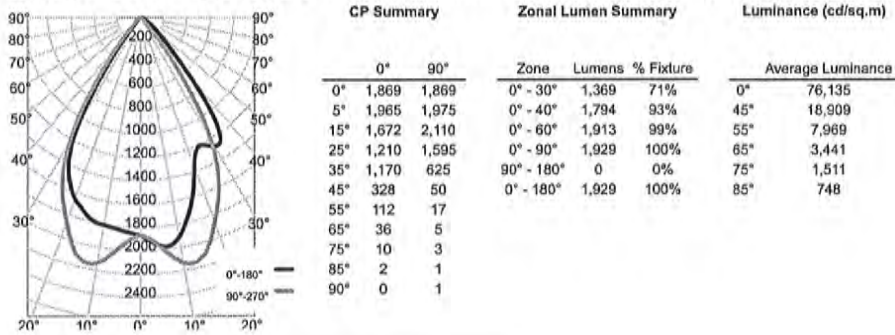 90° 90°
80° 80°
70° 70°
60° 60°
50° 50°
40° 40°
30° 30°
20° 10° 0° 10° 20°
200
400
600
800
1000
1200
1400
1600
1800
2000
2200
2400
0°-180°
90°-270°
CP Summary
0° 90°
0° 1,869 1,869
5° 1,965 1,975
15° 1,672 2,110
25° 1,210 1,595
35° 1,170 625
45° 328 50
55° 112 17
65° 36 5
75° 10 3
85° 2 1
90° 0 1
Zonal Lumen Summary
Zone Lumens % Fixture
0° - 30° 1,369 71%
0° - 40° 1,794 93%
0° - 60° 1,913 99%
0° - 90° 1,929 100%
90° - 180° 0 0%
0° - 180° 1,929 100%
Luminance (cd/sq.m)
Average Luminance
0° 76,135
45° 18,909
55° 7,969
65° 3,441
75° 1,511
85° 748